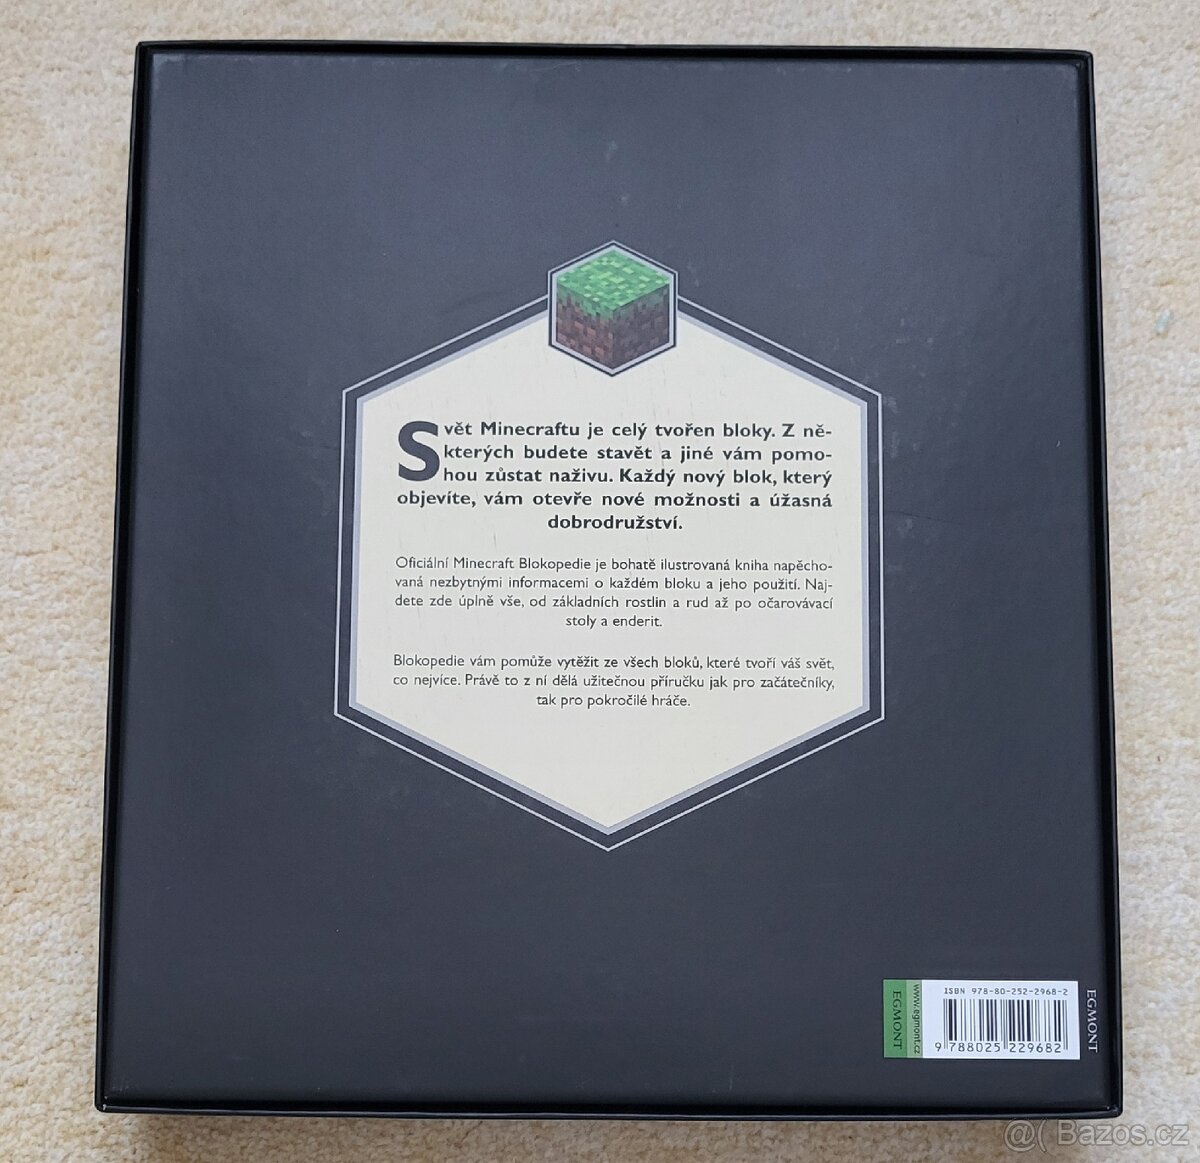 Svět Minecraftu je celý tvořen bloky. Z ně-
kterých budete stavět a jiné vám pomo-
hou zůstat naživu. Každý nový blok, který
objevíte, vám otevře nové možnosti a úžasná
dobrodružství.
Oficiální Minecraft Blokopedie je bohatě ilustrovaná kniha napěcho-
vaná nezbytnými informacemi o každém bloku a jeho použití. Naj-
dete zde úplně vše, od základních rostlin a rud až po očarovávací
stoly a enderit.
Blokopedie vám pomůže vytěžit ze všech bloků, které tvoří váš svět,
co nejvíce. Právě to z ní dělá užitečnou příručku jak pro začátečníky,
tak pro pokročilé hráče.
EGMONT
www.egmont.cz
ISBN 978-80-252-2968-2
9 788025 229682
EGMONT
@( Bazos.cz